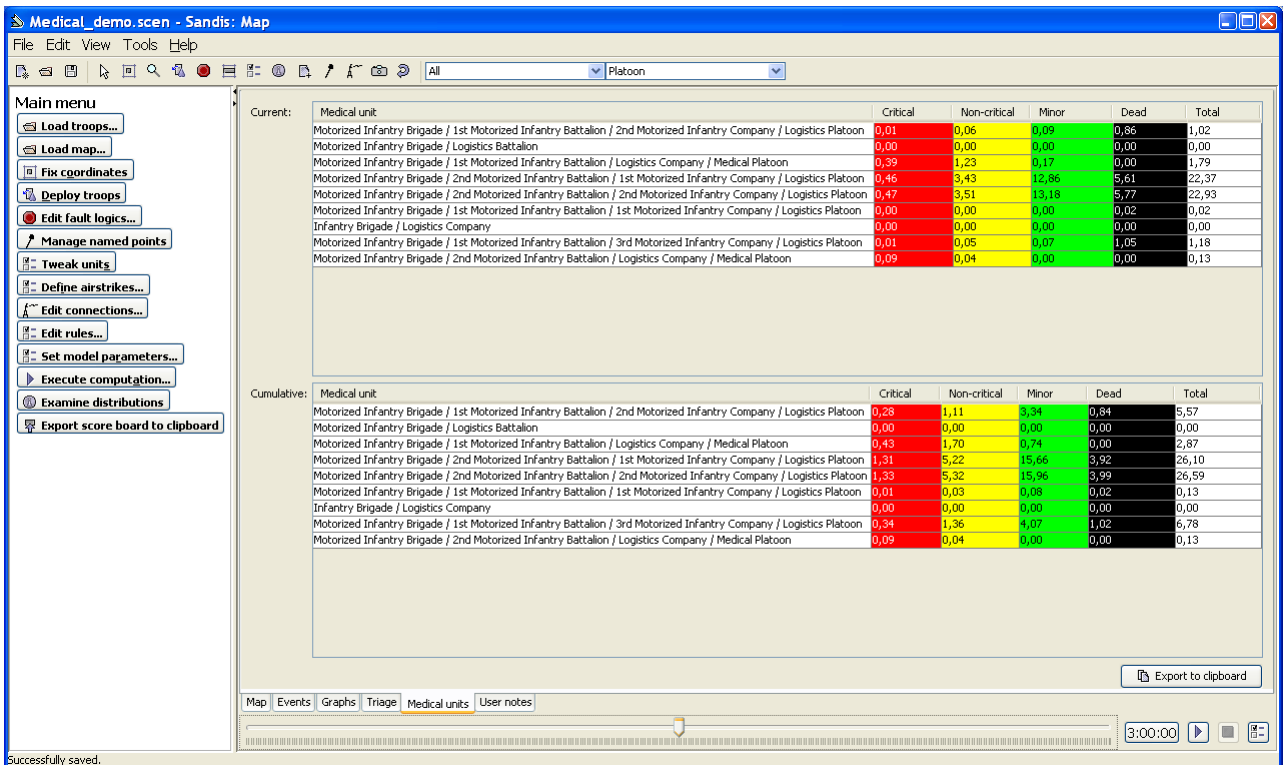 Medical_demo.scen - Sandis: Map
File Edit View Tools Help
All Platoon
Main menu
Load troops...
Load map...
Fix coordinates
Deploy troops
Edit fault logics...
Manage named points
Tweak units
Define airstrikes...
Edit connections...
Edit rules...
Set model parameters...
Execute computation...
Examine distributions
Export score board to clipboard
Current: Medical unit Critical Non-critical Minor Dead Total
Motorized Infantry Brigade / 1st Motorized Infantry Battalion / 2nd Motorized Infantry Company / Logistics Platoon 0,01 0,06 0,09 0,86 1,02
Motorized Infantry Brigade / Logistics Battalion 0,00 0,00 0,00 0,00 0,00
Motorized Infantry Brigade / 1st Motorized Infantry Battalion / Logistics Company / Medical Platoon 0,39 1,23 0,17 0,00 1,79
Motorized Infantry Brigade / 2nd Motorized Infantry Battalion / 1st Motorized Infantry Company / Logistics Platoon 0,46 3,43 12,86 5,61 22,37
Motorized Infantry Brigade / 2nd Motorized Infantry Battalion / 2nd Motorized Infantry Company / Logistics Platoon 0,47 3,51 13,18 5,77 22,93
Motorized Infantry Brigade / 1st Motorized Infantry Battalion / 1st Motorized Infantry Company / Logistics Platoon 0,00 0,00 0,00 0,02 0,02
Infantry Brigade / Logistics Company 0,00 0,00 0,00 0,00 0,00
Motorized Infantry Brigade / 1st Motorized Infantry Battalion / 3rd Motorized Infantry Company / Logistics Platoon 0,01 0,05 0,07 1,05 1,18
Motorized Infantry Brigade / 2nd Motorized Infantry Battalion / Logistics Company / Medical Platoon 0,09 0,04 0,00 0,00 0,13
Cumulative: Medical unit Critical Non-critical Minor Dead Total
Motorized Infantry Brigade / 1st Motorized Infantry Battalion / 2nd Motorized Infantry Company / Logistics Platoon 0,28 1,11 3,34 0,84 5,57
Motorized Infantry Brigade / Logistics Battalion 0,00 0,00 0,00 0,00 0,00
Motorized Infantry Brigade / 1st Motorized Infantry Battalion / Logistics Company / Medical Platoon 0,43 1,70 0,74 0,00 2,87
Motorized Infantry Brigade / 2nd Motorized Infantry Battalion / 1st Motorized Infantry Company / Logistics Platoon 1,31 5,22 15,66 3,92 26,10
Motorized Infantry Brigade / 2nd Motorized Infantry Battalion / 2nd Motorized Infantry Company / Logistics Platoon 1,33 5,32 15,96 3,99 26,59
Motorized Infantry Brigade / 1st Motorized Infantry Battalion / 1st Motorized Infantry Company / Logistics Platoon 0,01 0,03 0,08 0,02 0,13
Infantry Brigade / Logistics Company 0,00 0,00 0,00 0,00 0,00
Motorized Infantry Brigade / 1st Motorized Infantry Battalion / 3rd Motorized Infantry Company / Logistics Platoon 0,34 1,36 4,07 1,02 6,78
Motorized Infantry Brigade / 2nd Motorized Infantry Battalion / Logistics Company / Medical Platoon 0,09 0,04 0,00 0,00 0,13
Export to clipboard
Map Events Graphs Triage Medical units User notes
3:00:00
Successfully saved.